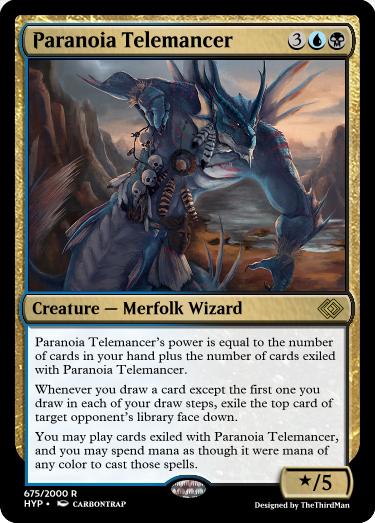 Paranoia Telemancer 3
Creature — Merfolk Wizard
Paranoia Telemancer's power is equal to the number
of cards in your hand plus the number of cards exiled
with Paranoia Telemancer.
Whenever you draw a card except the first one you
draw in each of your draw steps, exile the top card of
target opponent's library face down.
You may play cards exiled with Paranoia Telemancer,
and you may spend mana as though it were mana of
any color to cast those spells.
★/5
675/2000 R
HYP • CARBONTRAP
Designed by TheThirdMan